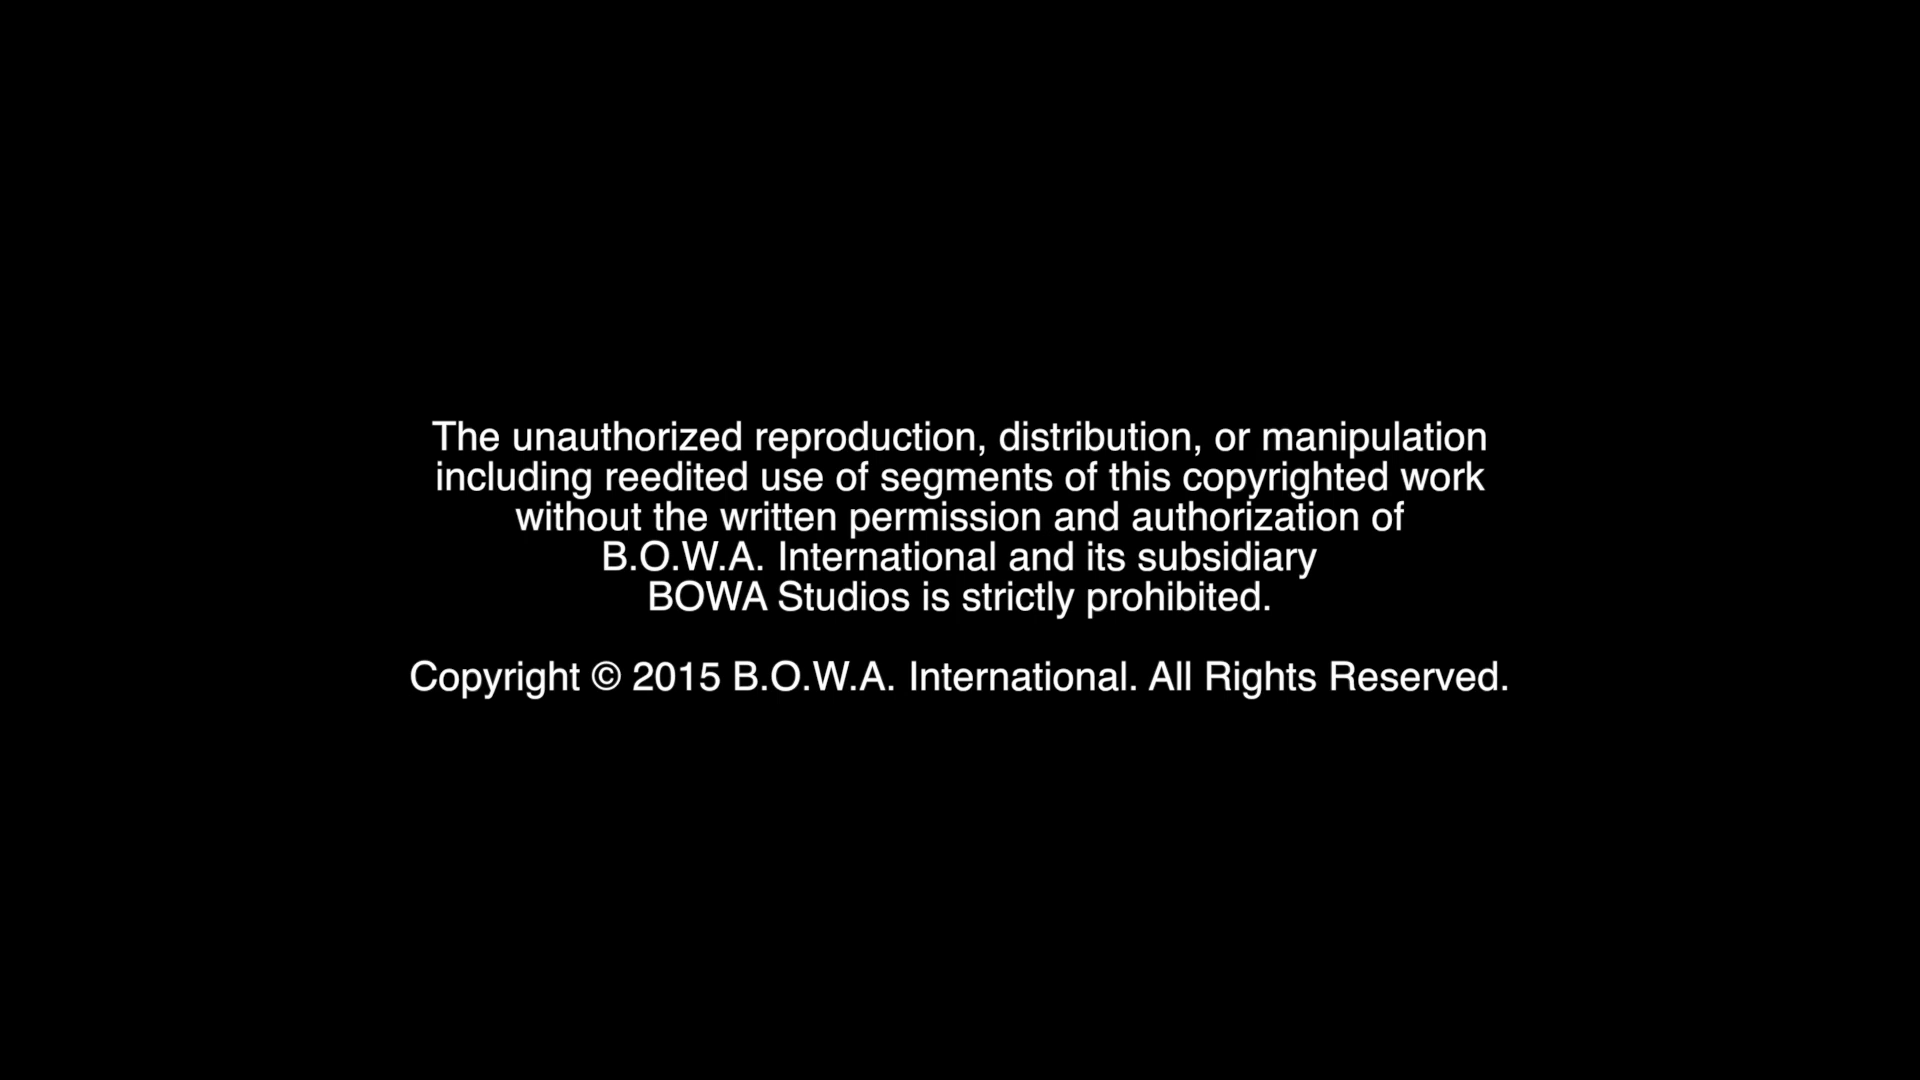 The unauthorized reproduction, distribution, or manipulation
including reedited use of segments of this copyrighted work
without the written permission and authorization of
B.O.W.A. International and its subsidiary
BOWA Studios is strictly prohibited.
Copyright © 2015 B.O.W.A. International. All Rights Reserved.